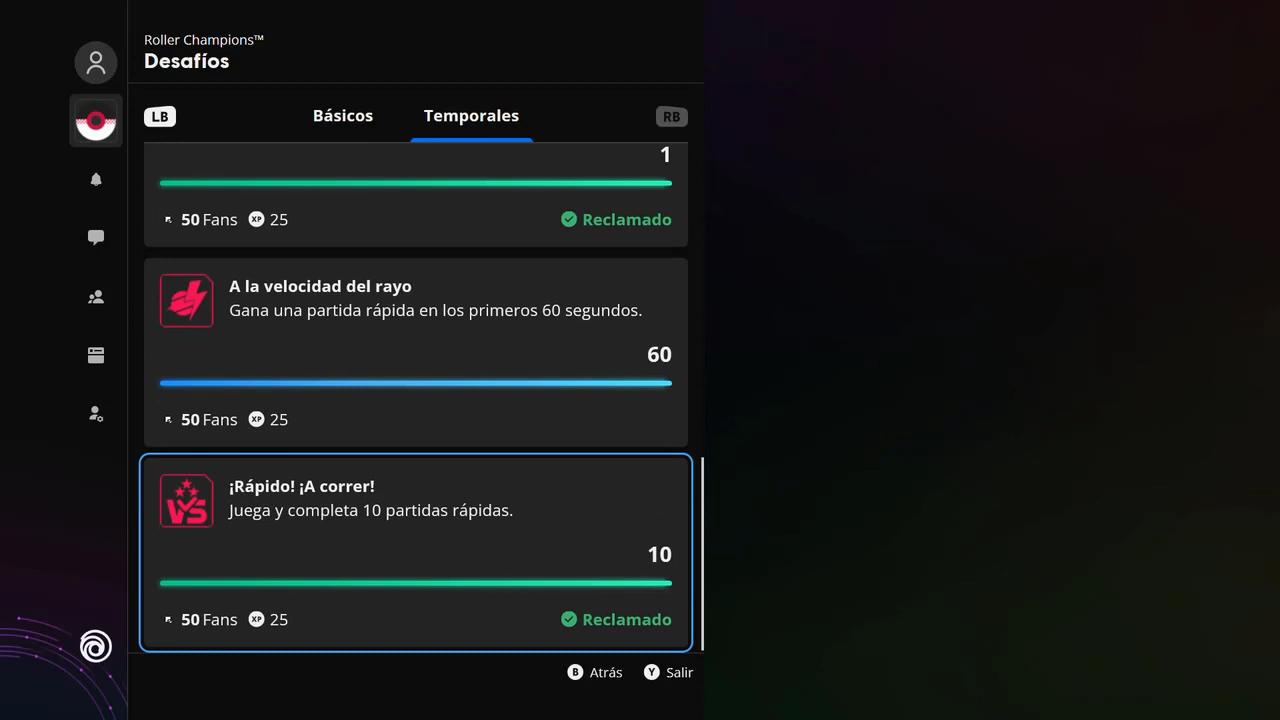 Roller Champions™
Desafíos
LB
Básicos
Temporales
RB
1
50 Fans XP 25
Reclamado
A la velocidad del rayo
Gana una partida rápida en los primeros 60 segundos.
60
50 Fans XP 25
VS
¡Rápido! ¡A correr!
Juega y completa 10 partidas rápidas.
10
50 Fans XP 25
Reclamado
B Atrás
Y Salir